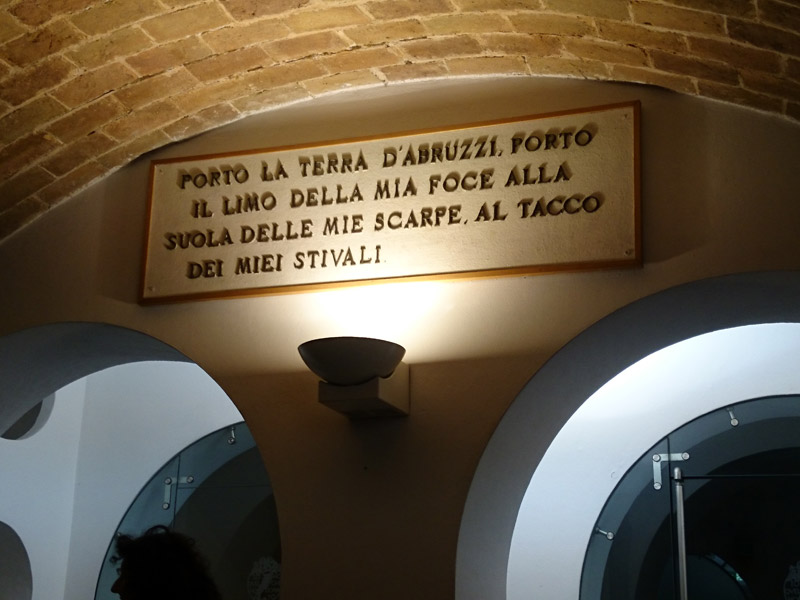 PORTO LA TERRA D'ABRUZZI, PORTO
IL LIMO DELLA MIA FOCE ALLA
SUOLA DELLE MIE SCARPE, AL TACCO
DEI MIEI STIVALI.